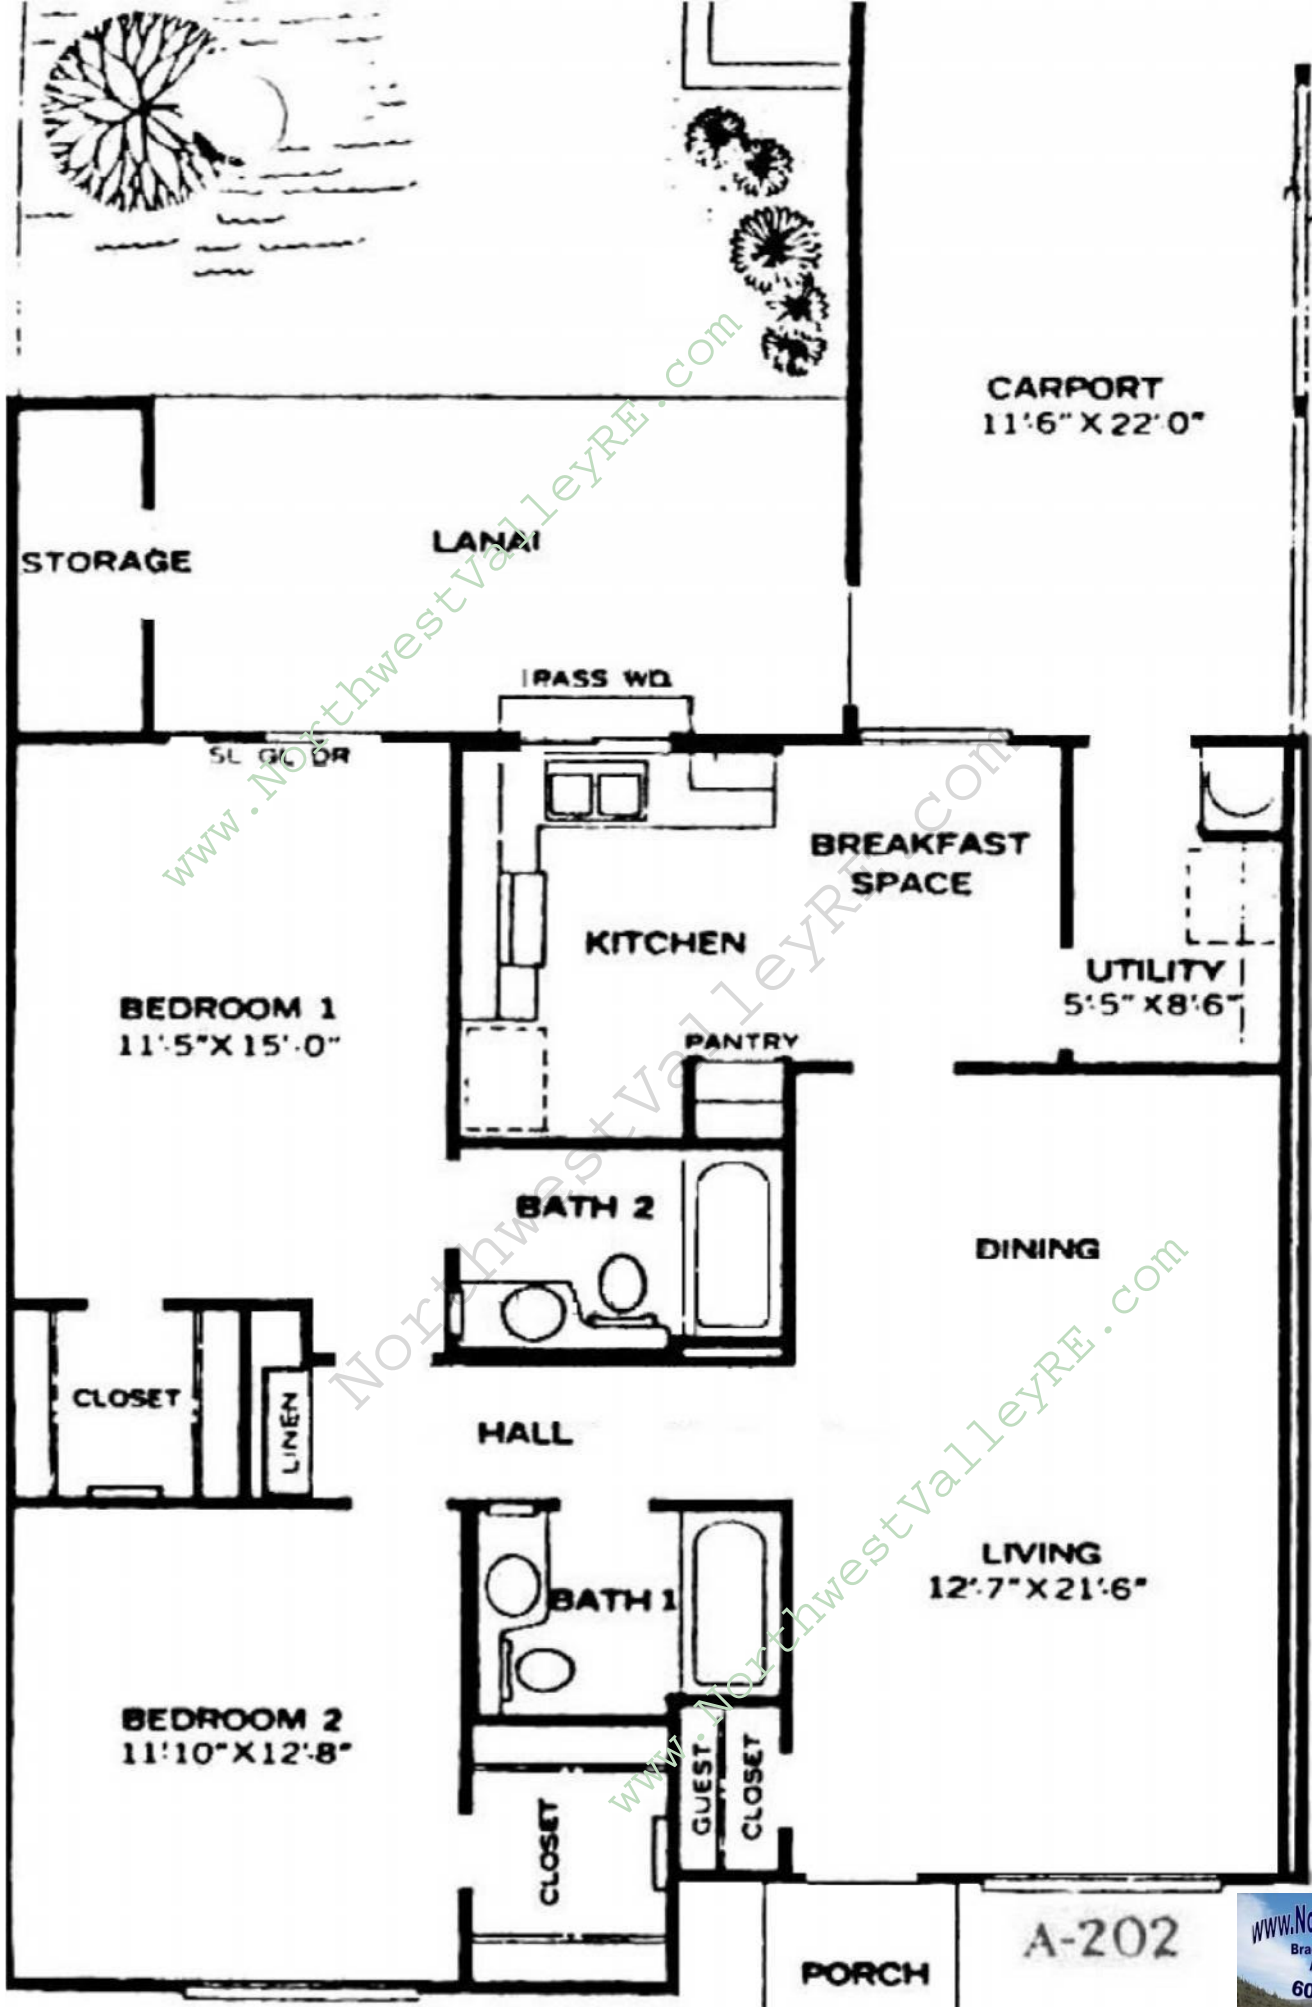 CARPORT
11'·6" X 22'·0"
STORAGE
LANAI
PASS WD.
SL GL DR
BREAKFAST
SPACE
KITCHEN
UTILITY
5'·5" X 8'·6"
BEDROOM 1
11'·5" X 15'·0"
PANTRY
BATH 2
DINING
CLOSET
LINEN
HALL
LIVING
12'·7" X 21'·6"
BATH 1
BEDROOM 2
11'10" X 12'·8"
GUEST
CLOSET
CLOSET
PORCH
A-202
www.NorthwestValleyRE.com
NorthwestValleyRE.com
www.NorthwestValleyRE.com